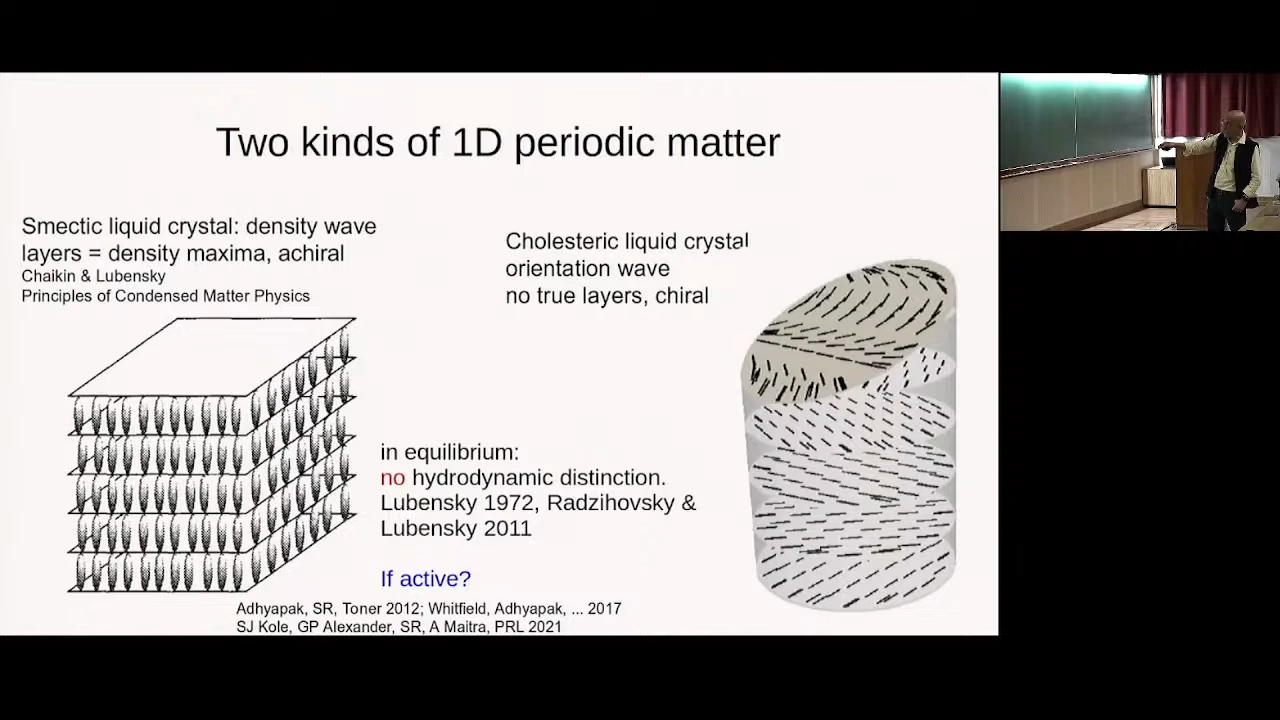 Two kinds of 1D periodic matter
Smectic liquid crystal: density wave
layers = density maxima, achiral
Chaikin & Lubensky
Principles of Condensed Matter Physics
Cholesteric liquid crystal
orientation wave
no true layers, chiral
in equilibrium:
no hydrodynamic distinction.
Lubensky 1972, Radzihovsky &
Lubensky 2011
If active?
Adhyapak, SR, Toner 2012; Whitfield, Adhyapak, ... 2017
SJ Kole, GP Alexander, SR, A Maitra, PRL 2021